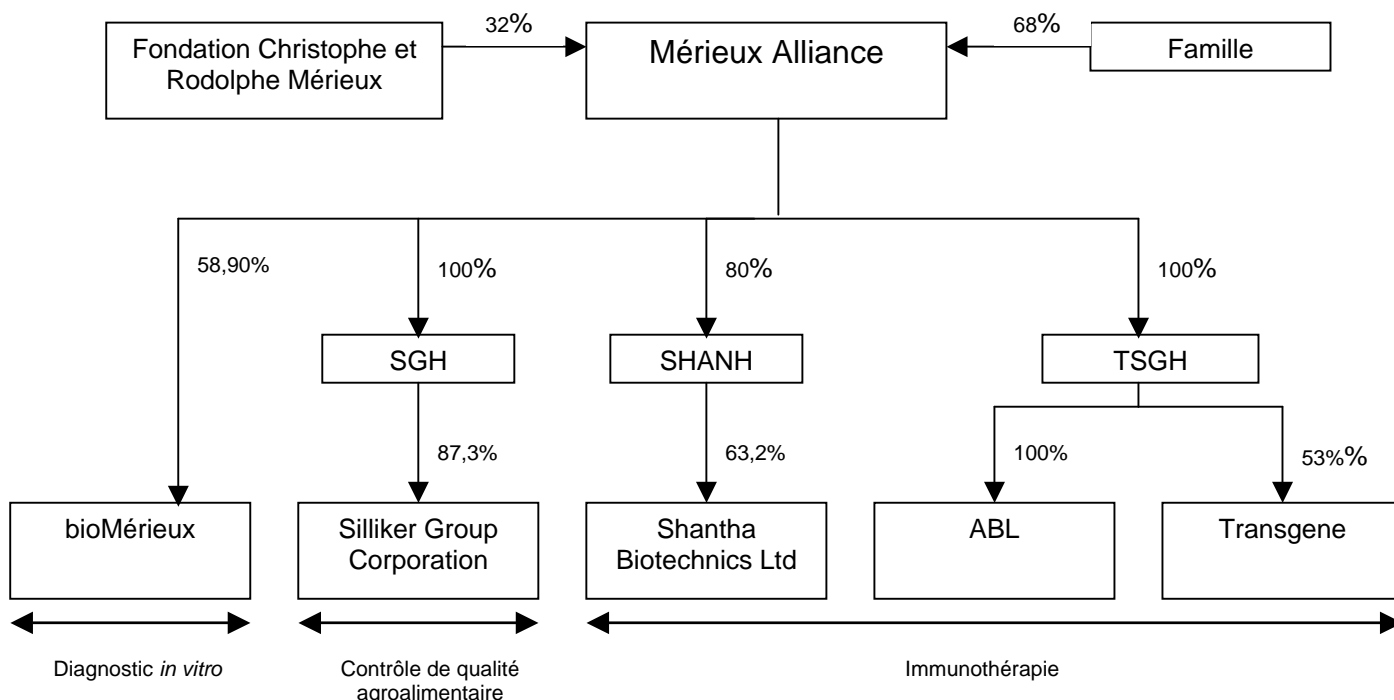 32%
68%
Fondation Christophe et
Rodolphe Mérieux
Mérieux Alliance
Famille
58,90%
100%
80%
100%
SGH
SHANH
TSGH
87,3%
63,2%
100%
53%%
bioMérieux
Silliker Group
Corporation
Shantha
Biotechnics Ltd
ABL
Transgene
Diagnostic in vitro
Contrôle de qualité
agroalimentaire
Immunothérapie